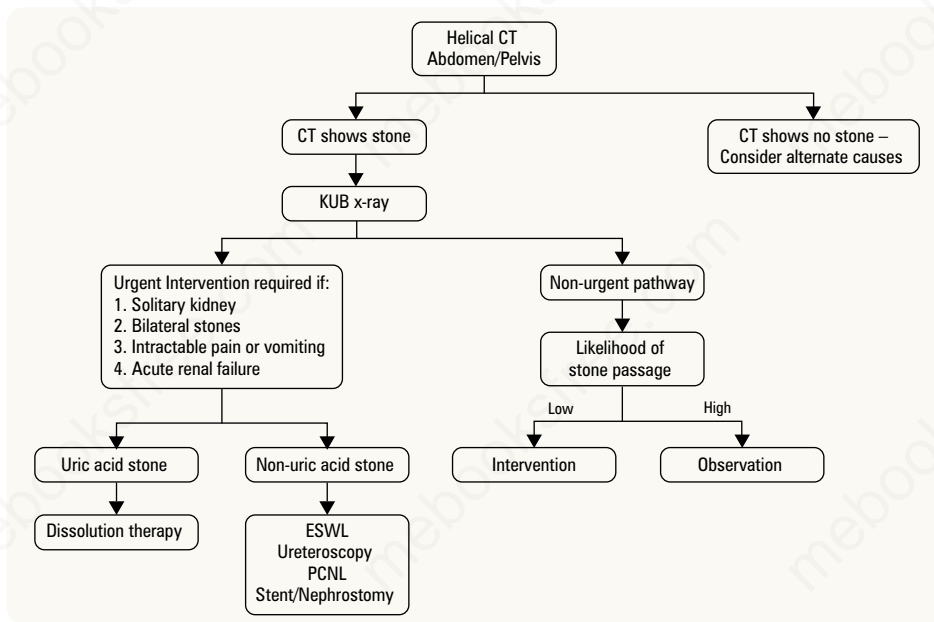 Helical CT
Abdomen/Pelvis
CT shows stone
CT shows no stone –
Consider alternate causes
KUB x-ray
Urgent Intervention required if:
1. Solitary kidney
2. Bilateral stones
3. Intractable pain or vomiting
4. Acute renal failure
Non-urgent pathway
Likelihood of
stone passage
Low
High
Uric acid stone
Non-uric acid stone
Intervention
Observation
Dissolution therapy
ESWL
Ureteroscopy
PCNL
Stent/Nephrostomy